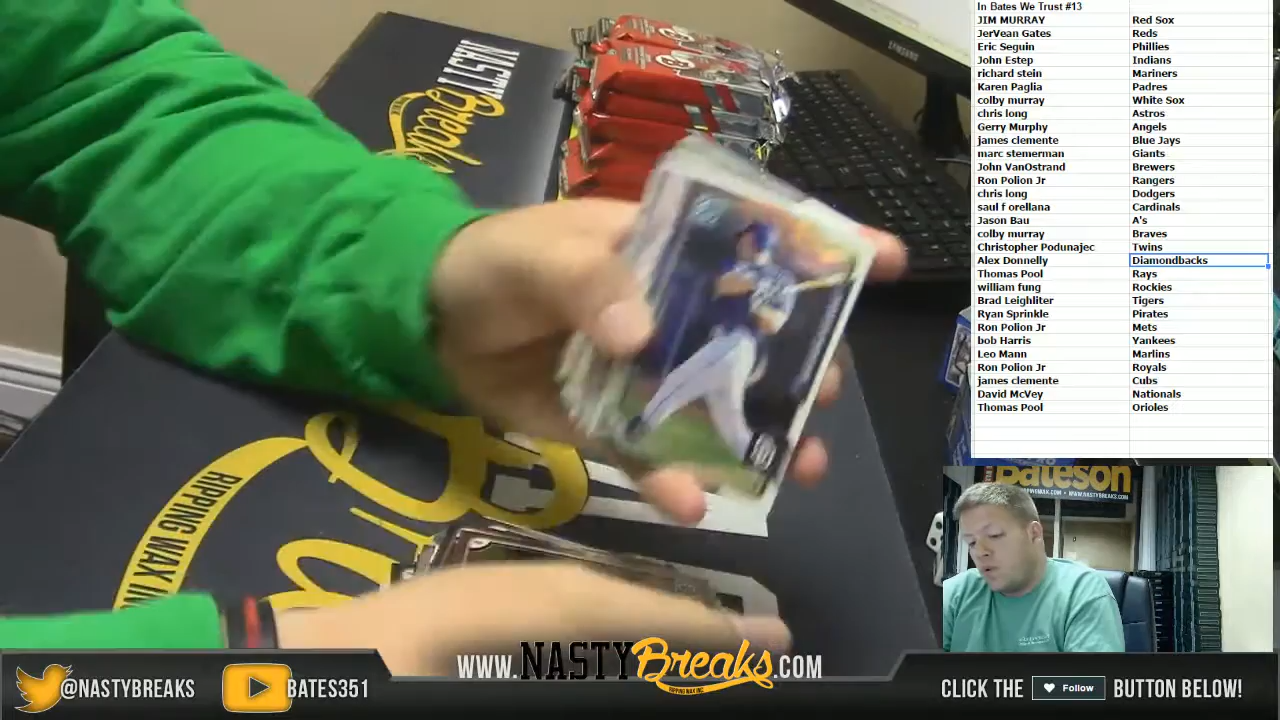 In Bates We Trust #13
JIM MURRAY Red Sox
JerVean Gates Reds
Eric Seguin Phillies
John Estep Indians
richard stein Mariners
Karen Paglia Padres
colby murray White Sox
chris long Astros
Gerry Murphy Angels
james clemente Blue Jays
marc stemerman Giants
John VanOstrand Brewers
Ron Polion Jr Rangers
chris long Dodgers
saul f orellana Cardinals
Jason Bau A's
colby murray Braves
Christopher Podunajec Twins
Alex Donnelly Diamondbacks
Thomas Pool Rays
william fung Rockies
Brad Leighliter Tigers
Ryan Sprinkle Pirates
Ron Polion Jr Mets
bob Harris Yankees
Leo Mann Marlins
Ron Polion Jr Royals
james clemente Cubs
David McVey Nationals
Thomas Pool Orioles
SAMSUNG
NASTY
Breaks
RIPPING WAX IN
Bateson
@NASTYBREAKS
BATES351
WWW.NASTYBreaks.COM
RIPPING WAX INC
CLICK THE Follow BUTTON BELOW!